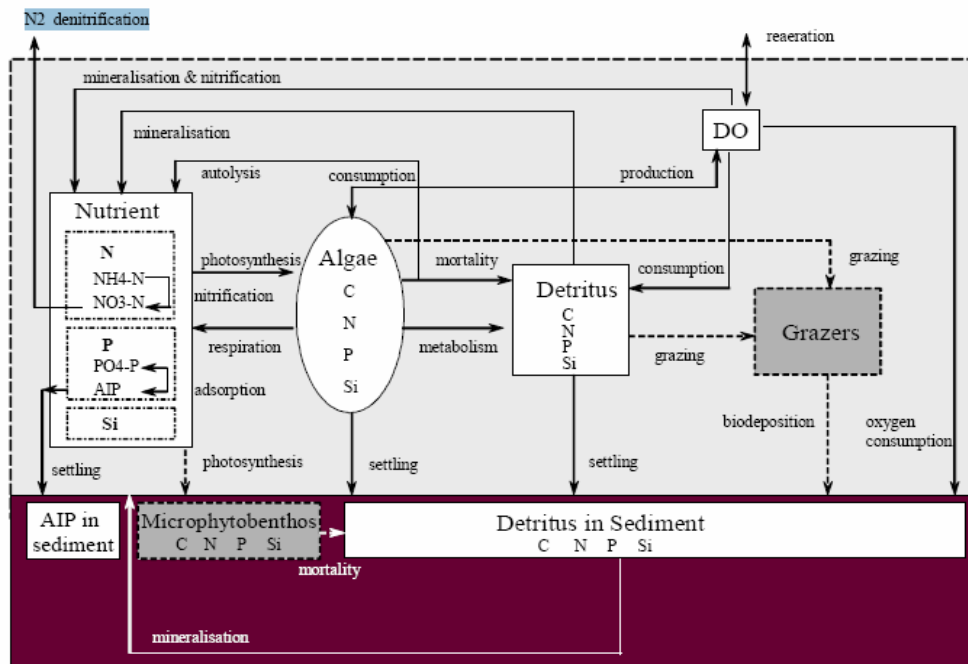 N2 denitrification
reaeration
mineralisation & nitrification
DO
mineralisation
autolysis
consumption
production
Nutrient
N
NH4-N
NO3-N
photosynthesis
nitrification
Algae
C
N
P
Si
mortality
Detritus
C
N
P
Si
consumption
grazing
Grazers
P
PO4-P
AIP
respiration
metabolism
grazing
adsorption
Si
biodeposition
oxygen
consumption
settling
photosynthesis
settling
settling
AIP in
sediment
Microphytobenthos
C N P Si
Detritus in Sediment
C N P Si
mortality
mineralisation